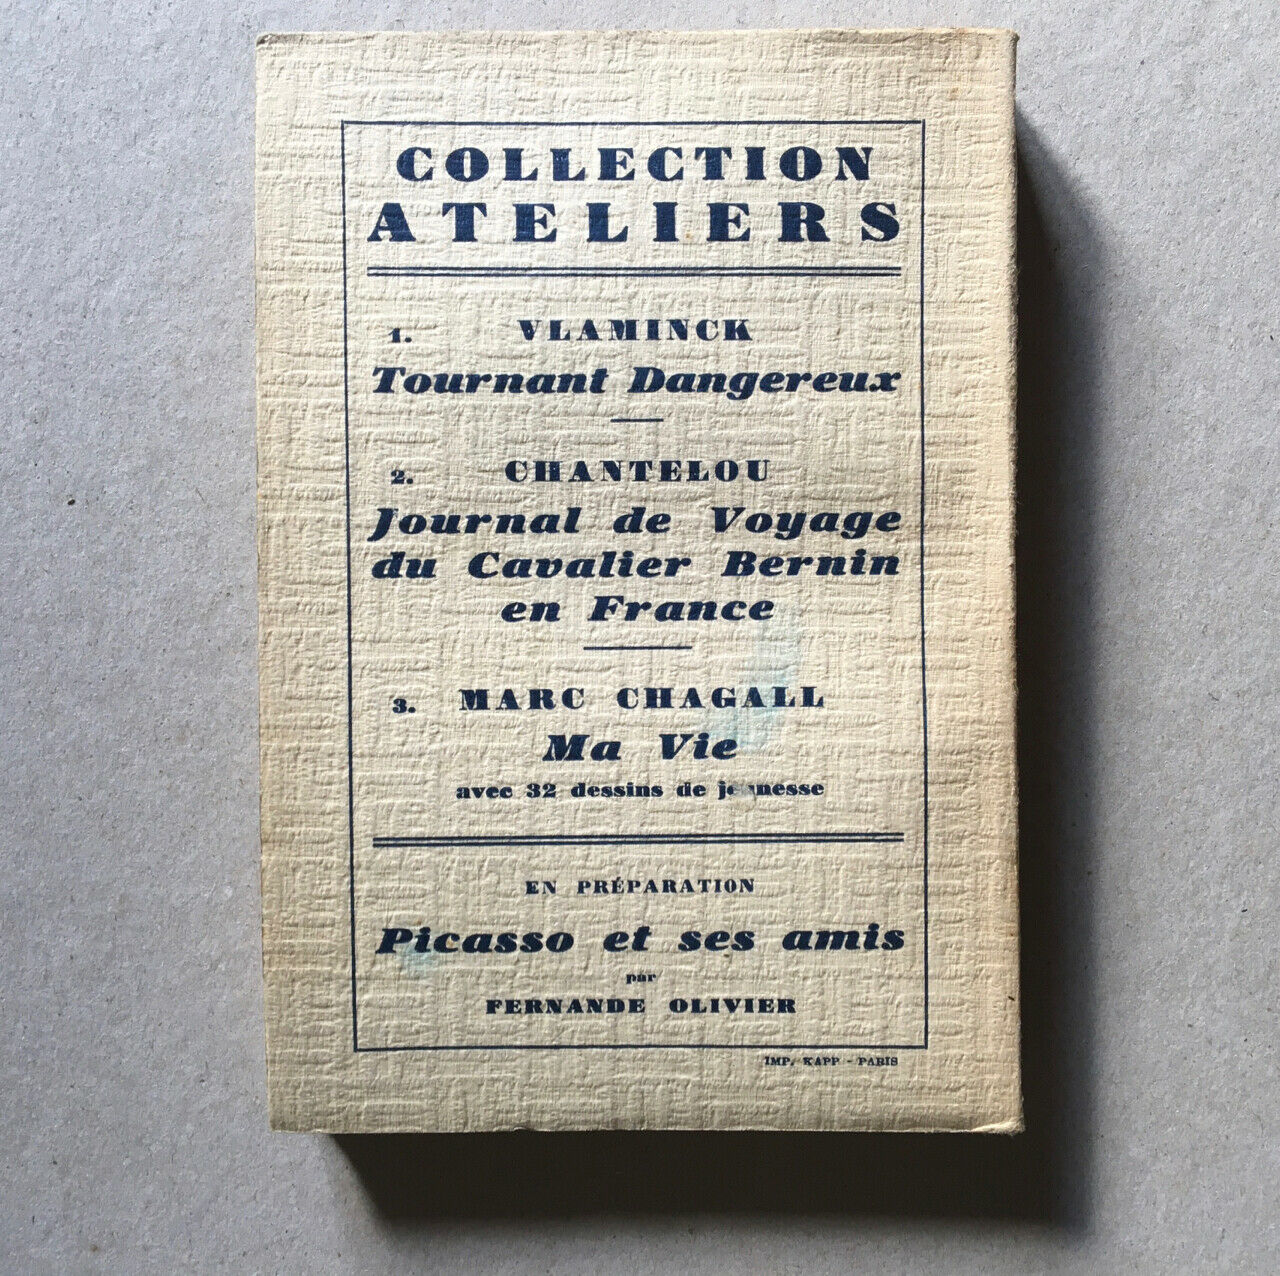 COLLECTION
ATELIERS
1. VLAMINCK
Tournant Dangereux
2. CHANTELOU
Journal de Voyage
du Cavalier Bernin
en France
3. MARC CHAGALL
Ma Vie
avec 32 dessins de jeunesse
EN PRÉPARATION
Picasso et ses amis
par
FERNANDE OLIVIER
IMP. KAPP - PARIS